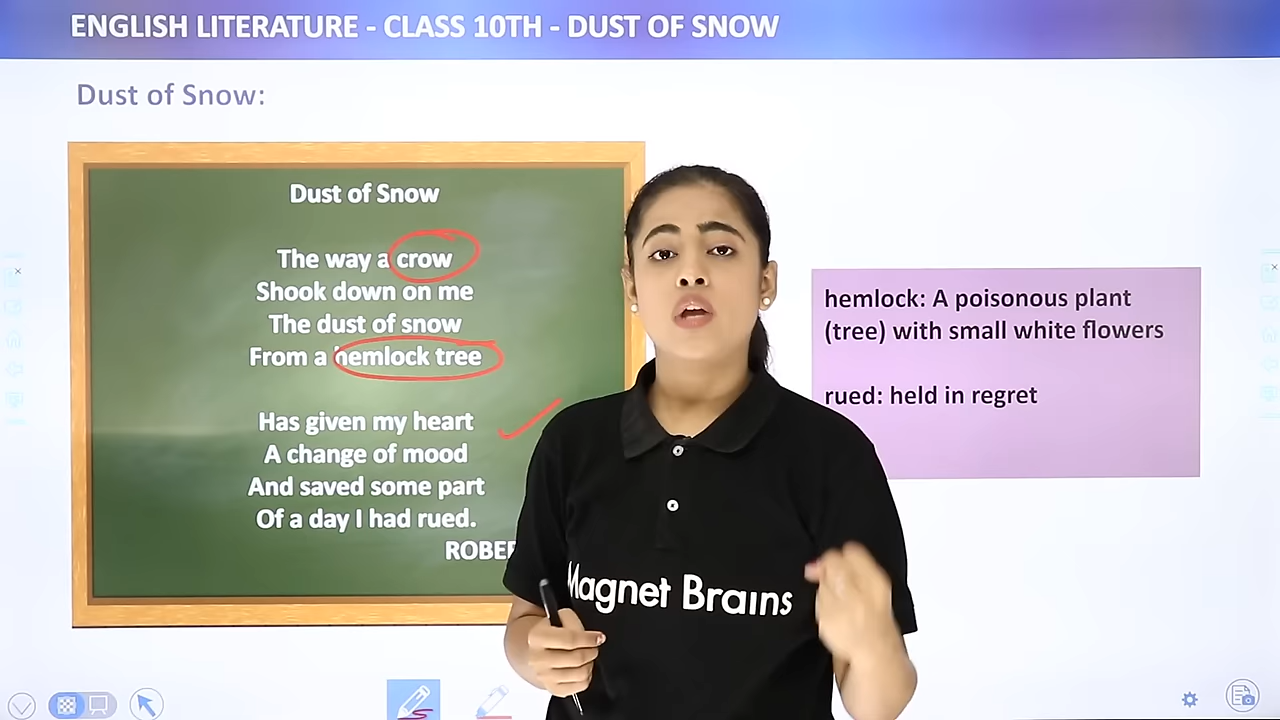 ENGLISH LITERATURE - CLASS 10TH - DUST OF SNOW
Dust of Snow:
Dust of Snow
The way a crow
Shook down on me
The dust of snow
From a hemlock tree
Has given my heart
A change of mood
And saved some part
Of a day I had rued.
ROBE
hemlock: A poisonous plant
(tree) with small white flowers
rued: held in regret
Magnet Brains